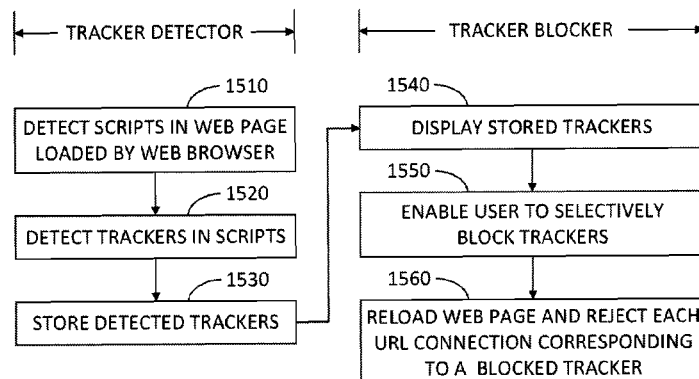 TRACKER DETECTOR
1510
DETECT SCRIPTS IN WEB PAGE
LOADED BY WEB BROWSER
1520
DETECT TRACKERS IN SCRIPTS
1530
STORE DETECTED TRACKERS
TRACKER BLOCKER
1540
DISPLAY STORED TRACKERS
1550
ENABLE USER TO SELECTIVELY
BLOCK TRACKERS
1560
RELOAD WEB PAGE AND REJECT EACH
URL CONNECTION CORRESPONDING
TO A BLOCKED TRACKER